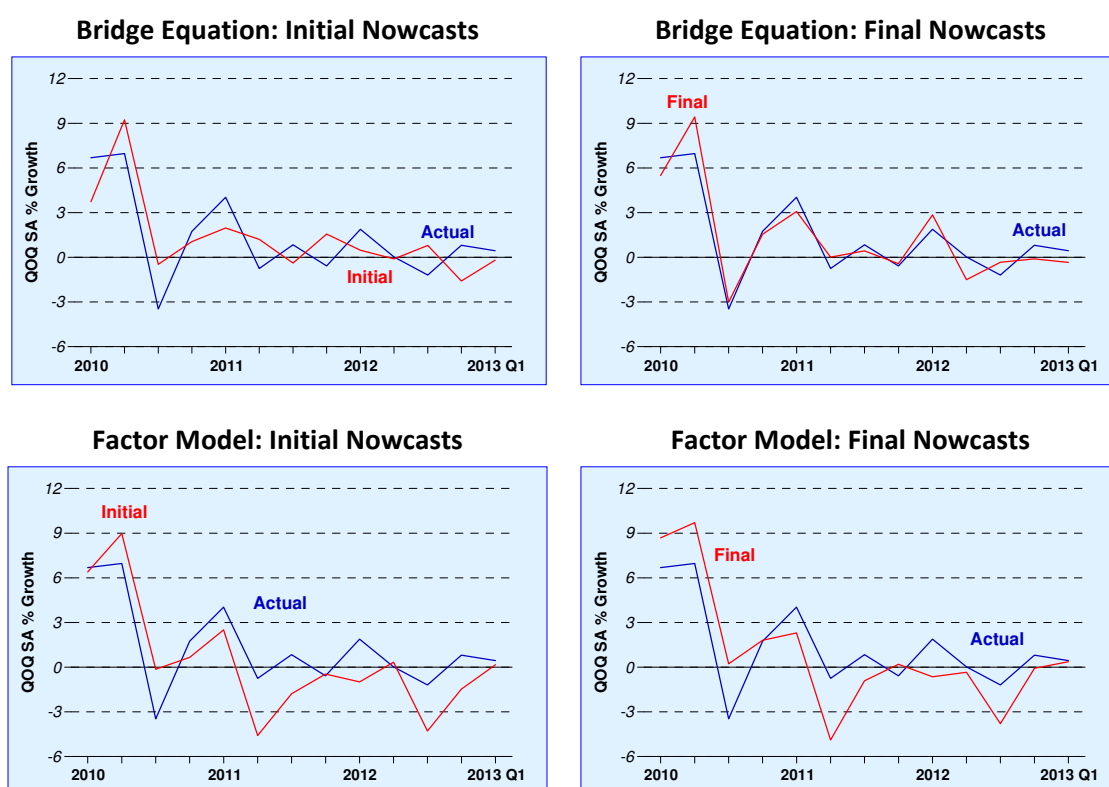 Bridge Equation: Initial Nowcasts
12
9
6
3
0
-3
-6
QOQ SA % Growth
Actual
Initial
2010
2011
2012
2013 Q1
Bridge Equation: Final Nowcasts
12
9
6
3
0
-3
-6
QOQ SA % Growth
Final
Actual
2010
2011
2012
2013 Q1
Factor Model: Initial Nowcasts
12
9
6
3
0
-3
-6
QOQ SA % Growth
Initial
Actual
2010
2011
2012
2013 Q1
Factor Model: Final Nowcasts
12
9
6
3
0
-3
-6
QOQ SA % Growth
Final
Actual
2010
2011
2012
2013 Q1